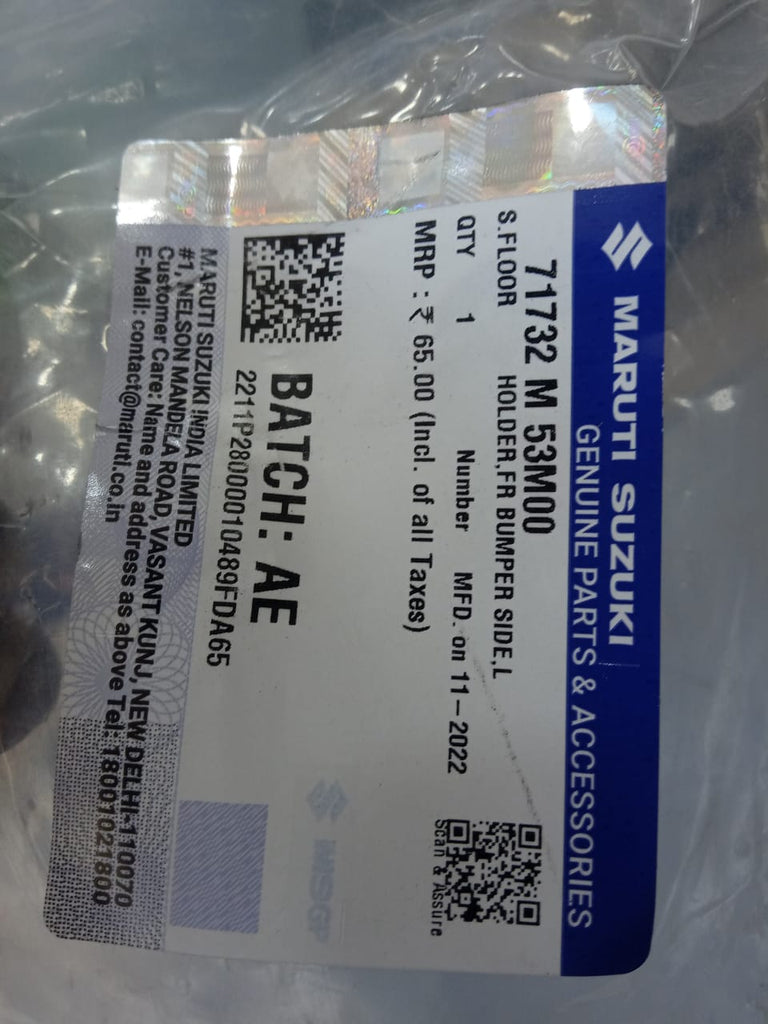 MARUTI SUZUKI
GENUINE PARTS & ACCESSORIES
71732 M 53M00
S.FLOOR HOLDER,FR BUMPER SIDE,L
QTY 1 Number MFD. on 11-2022
MRP : ₹ 65.00 (Incl. of all Taxes)
Scan & Assure
BATCH: AE
2211P28000010489FDA65
MSGP
MARUTI SUZUKI INDIA LIMITED
#1, NELSON MANDELA ROAD, VASANT KUNJ, NEW DELHI-110070
Customer Care: Name and address as above Tel: 18001021800
E-Mail: contact@maruti.co.in